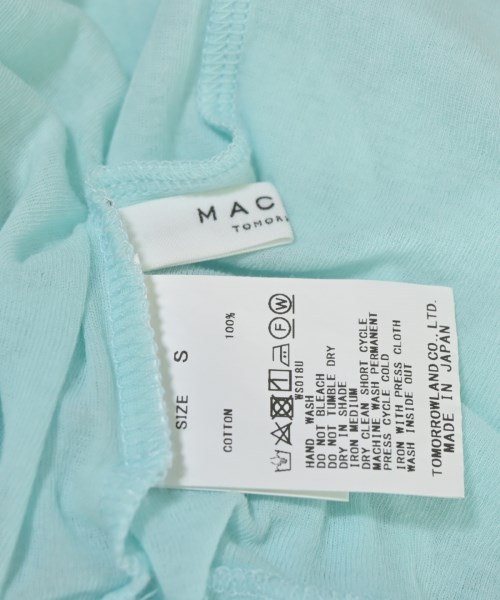 MAC
TOMOR
SIZE S
COTTON 100%
WS018U
HAND WASH
DO NOT BLEACH
DO NOT TUMBLE DRY
DRY IN SHADE
IRON MEDIUM
DRY CLEAN SHORT CYCLE
MACHINE WASH PERMANENT
PRESS CYCLE COLD
IRON WITH PRESS CLOTH
WASH INSIDE OUT
TOMORROWLAND CO., LTD.
MADE IN JAPAN